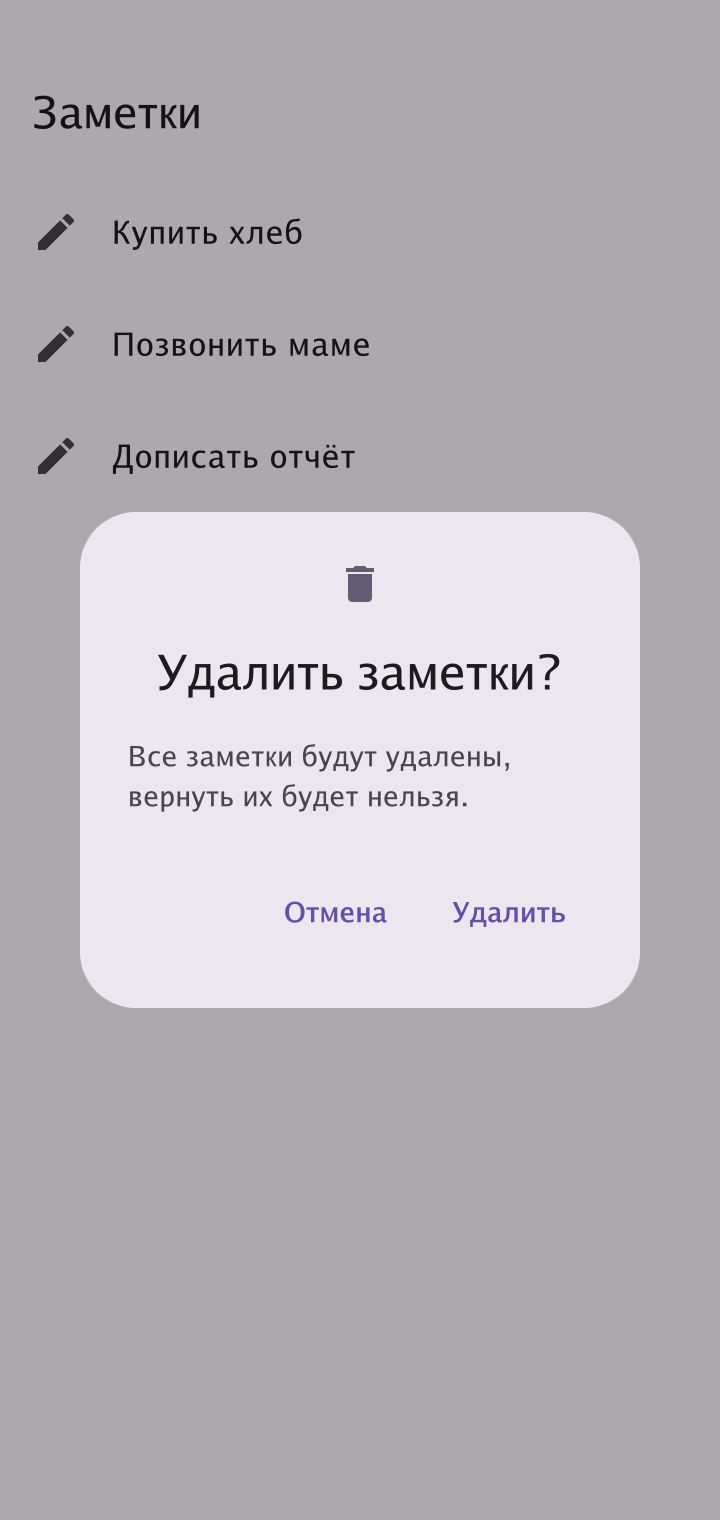 Заметки
Купить хлеб
Позвонить маме
Дописать отчёт
Удалить заметки?
Все заметки будут удалены,
вернуть их будет нельзя.
Отмена
Удалить